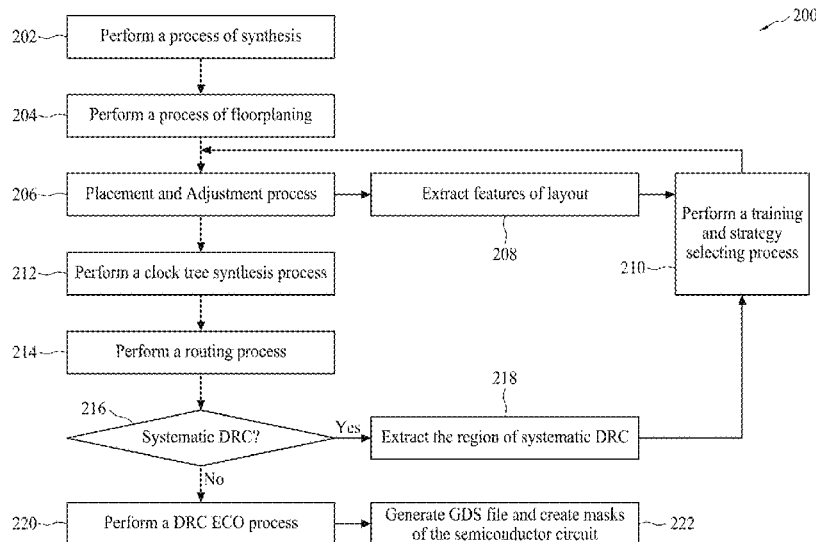 200
202
Perform a process of synthesis
204
Perform a process of floorplaning
206
Placement and Adjustment process
Extract features of layout
208
Perform a training
and strategy
selecting process
210
212
Perform a clock tree synthesis process
214
Perform a routing process
216
Systematic DRC?
Yes
218
Extract the region of systematic DRC
No
220
Perform a DRC ECO process
Generate GDS file and create masks
of the semiconductor circuit
222